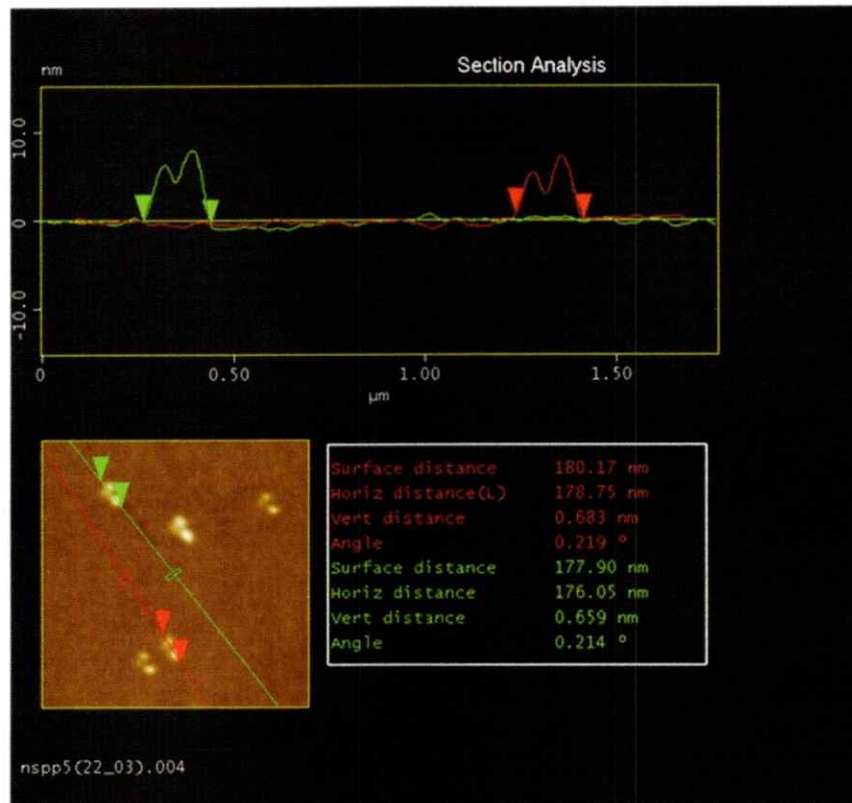 Section Analysis
nm
10.0
0
-10.0
0 0.50 1.00 1.50
µm
Surface distance 180.17 nm
Horiz distance(L) 178.75 nm
Vert distance 0.683 nm
Angle 0.219 °
Surface distance 177.90 nm
Horiz distance 176.05 nm
Vert distance 0.659 nm
Angle 0.214 °
nspp5(22_03).004